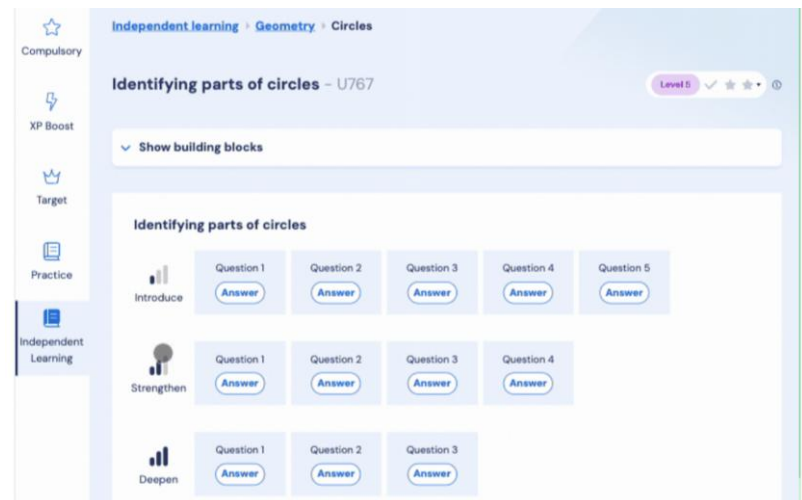 Compulsory
XP Boost
Target
Practice
Independent
Learning
Independent learning › Geometry › Circles
Identifying parts of circles – U767
Level 5
Show building blocks
Identifying parts of circles
Introduce
Question 1
Answer
Question 2
Answer
Question 3
Answer
Question 4
Answer
Question 5
Answer
Strengthen
Question 1
Answer
Question 2
Answer
Question 3
Answer
Question 4
Answer
Deepen
Question 1
Answer
Question 2
Answer
Question 3
Answer